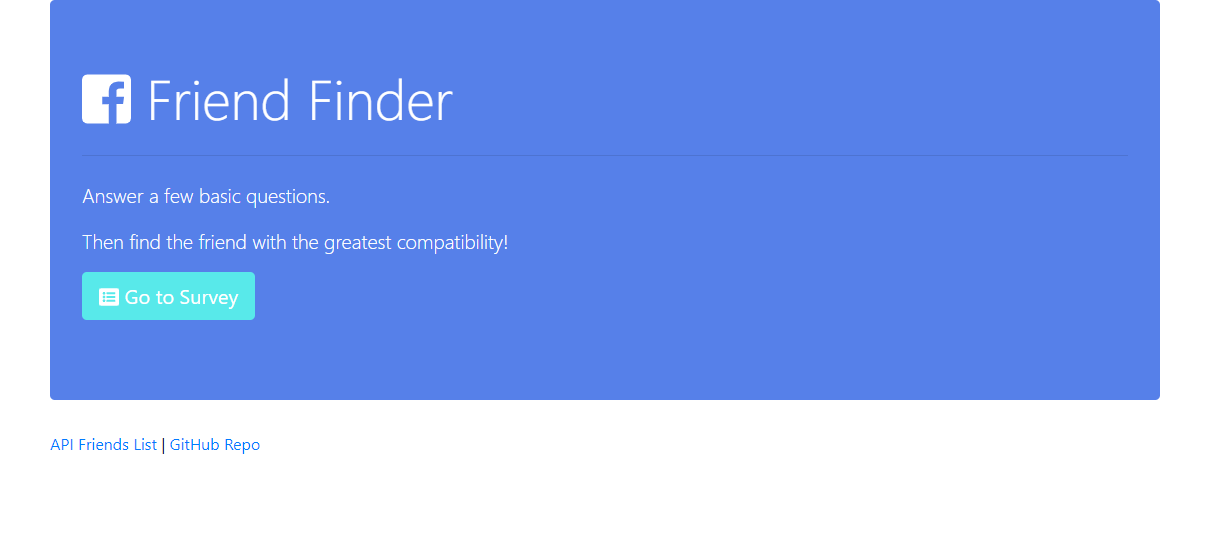 Friend Finder
Answer a few basic questions.
Then find the friend with the greatest compatibility!
Go to Survey
API Friends List | GitHub Repo